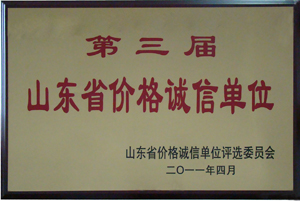 第三届
山东省价格诚信单位
山东省价格诚信单位评选委员会
二〇一一年四月